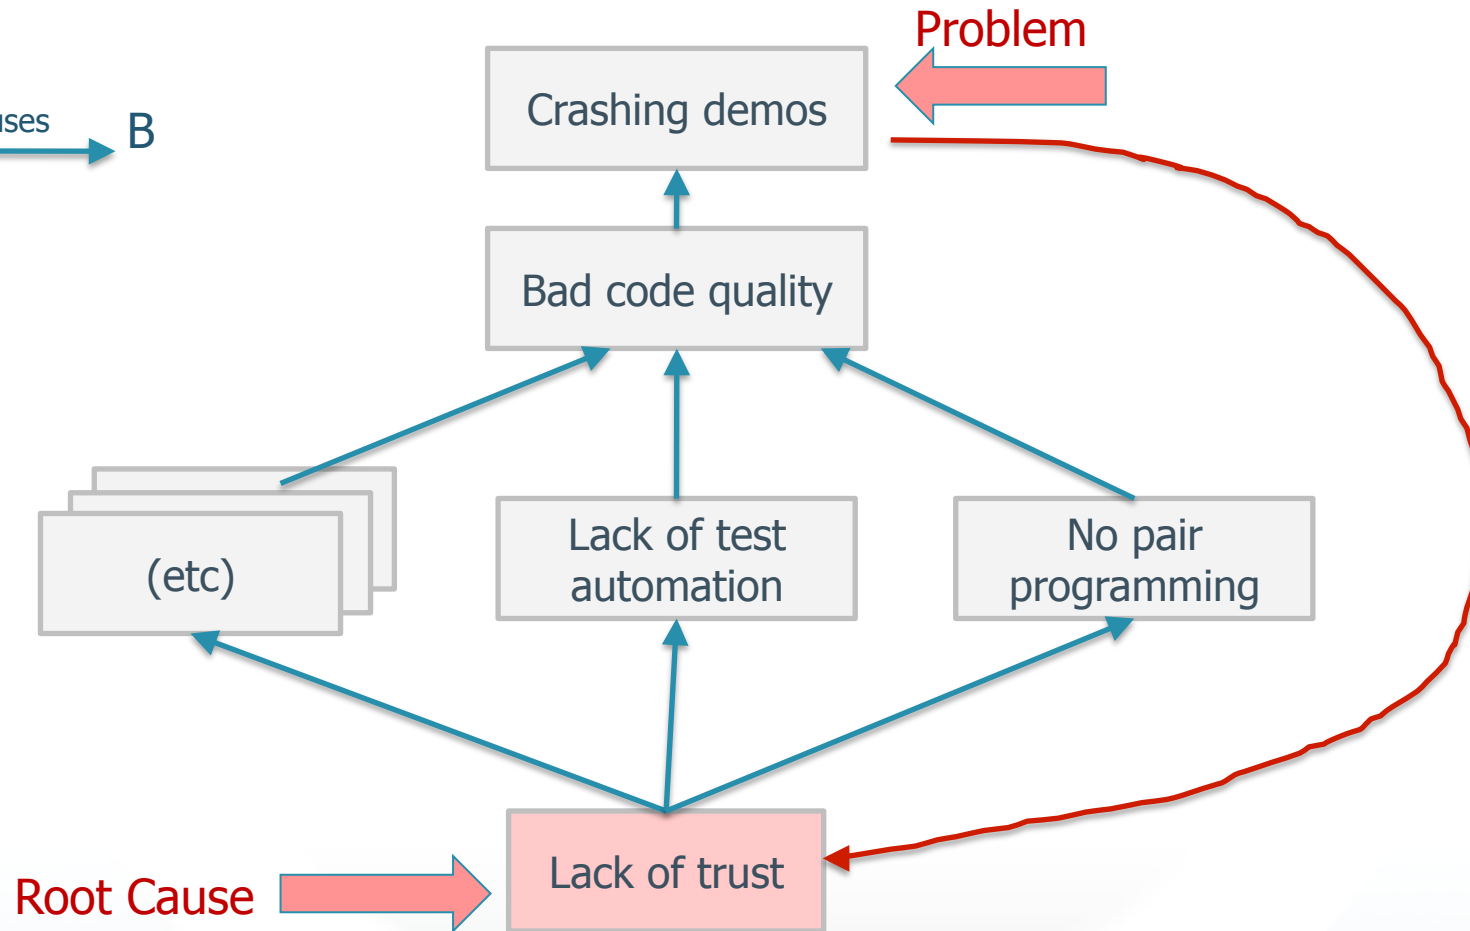 Problem
Crashing demos
B
Bad code quality
(etc)
Lack of test
automation
No pair
programming
Lack of trust
Root Cause